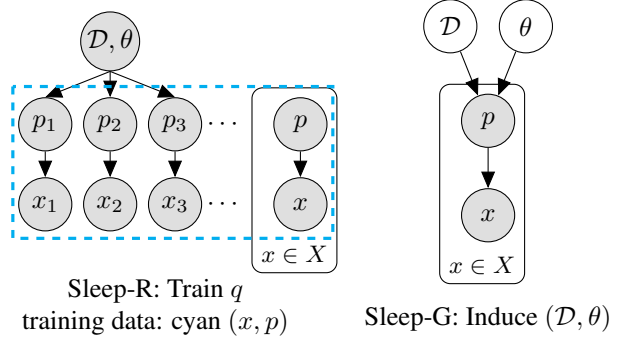 𝒟, θ
p₁ p₂ p₃ ··· p
x₁ x₂ x₃ ··· x
x ∈ X
Sleep-R: Train q
training data: cyan (x, p)
𝒟 θ
p
x
x ∈ X
Sleep-G: Induce (𝒟, θ)